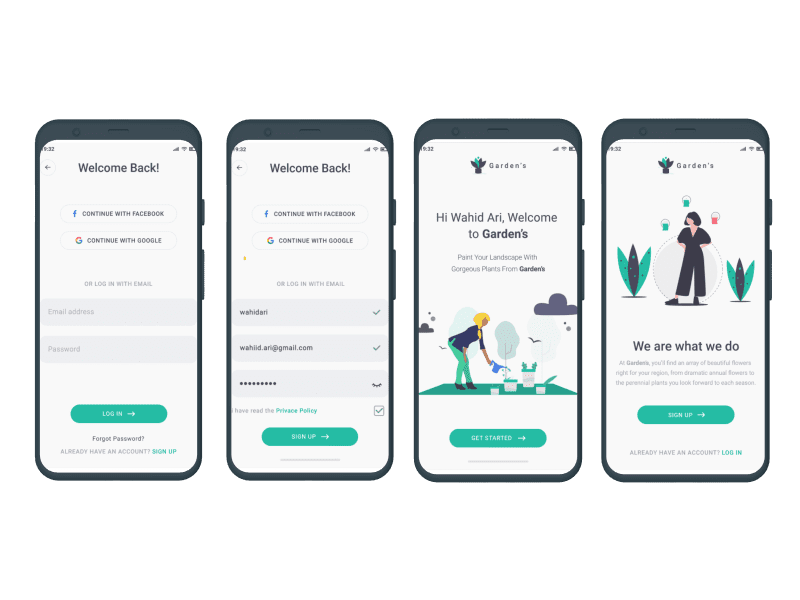 9:32
Welcome Back!
CONTINUE WITH FACEBOOK
CONTINUE WITH GOOGLE
OR LOG IN WITH EMAIL
Email address
Password
LOG IN
Forgot Password?
ALREADY HAVE AN ACCOUNT? SIGN UP
9:32
Welcome Back!
CONTINUE WITH FACEBOOK
CONTINUE WITH GOOGLE
OR LOG IN WITH EMAIL
wahidari
wahiid.ari@gmail.com
I have read the Privacy Policy
SIGN UP
9:32
Garden's
Hi Wahid Ari, Welcome
to Garden's
Paint Your Landscape With
Gorgeous Plants From Garden's
GET STARTED
9:32
Garden's
We are what we do
At Garden's, you'll find an array of beautiful flowers
right for your region, from dramatic annual flowers to
the perennial plants you look forward to each season.
SIGN UP
ALREADY HAVE AN ACCOUNT? LOG IN